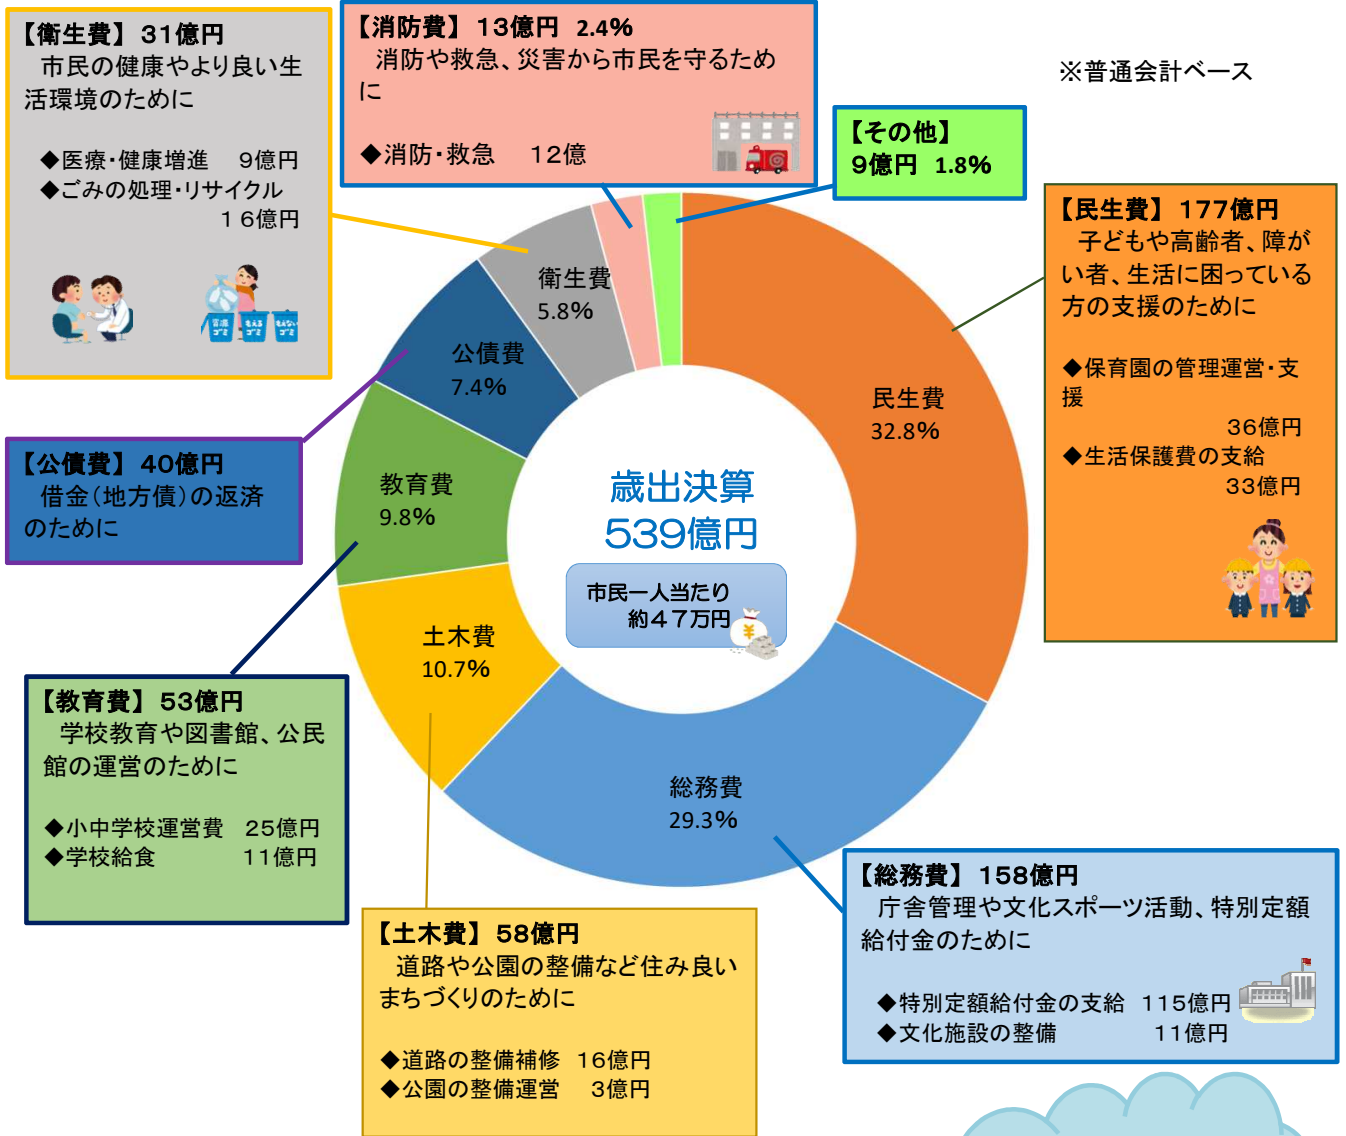 【衛生費】 31億円
市民の健康やより良い生
活環境のために
◆医療・健康増進 9億円
◆ごみの処理・リサイクル
16億円
【消防費】 13億円 2.4%
消防や救急、災害から市民を守るため
に
◆消防・救急 12億
※普通会計ベース
【その他】
9億円 1.8%
【民生費】 177億円
子どもや高齢者、障が
い者、生活に困っている
方の支援のために
◆保育園の管理運営・支
援
36億円
◆生活保護費の支給
33億円
衛生費
5.8%
公債費
7.4%
民生費
32.8%
【公債費】 40億円
借金(地方債)の返済
のために
教育費
9.8%
歳出決算
539億円
市民一人当たり
約47万円
土木費
10.7%
【教育費】 53億円
学校教育や図書館、公民
館の運営のために
◆小中学校運営費 25億円
◆学校給食 11億円
総務費
29.3%
【総務費】 158億円
庁舎管理や文化スポーツ活動、特別定額
給付金のために
◆特別定額給付金の支給 115億円
◆文化施設の整備 11億円
【土木費】 58億円
道路や公園の整備など住み良い
まちづくりのために
◆道路の整備補修 16億円
◆公園の整備運営 3億円